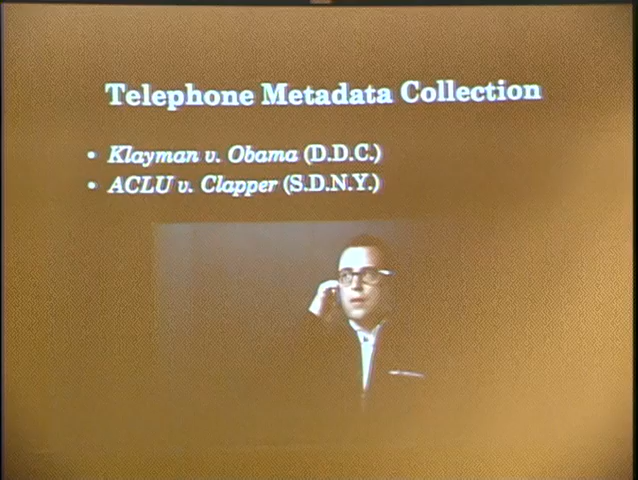 Telephone Metadata Collection
• Klayman v. Obama (D.D.C.)
• ACLU v. Clapper (S.D.N.Y.)